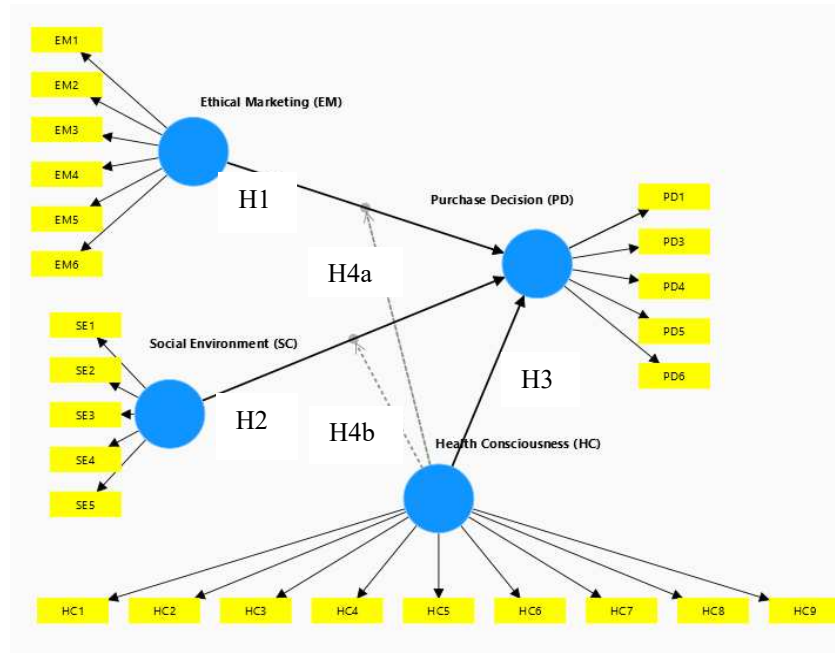 EM1
EM2
EM3
EM4
EM5
EM6
Ethical Marketing (EM)
H1
Purchase Decision (PD)
PD1
PD3
PD4
PD5
PD6
H4a
SE1
SE2
SE3
SE4
SE5
Social Environment (SC)
H2
H4b
H3
Health Consciousness (HC)
HC1
HC2
HC3
HC4
HC5
HC6
HC7
HC8
HC9